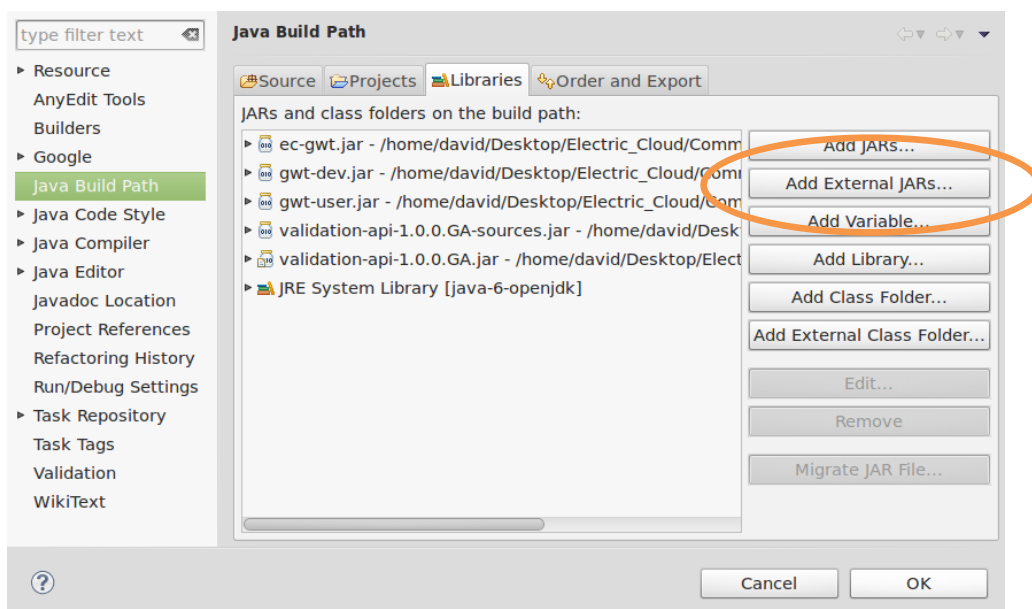 type filter text
Resource
AnyEdit Tools
Builders
Google
Java Build Path
Java Code Style
Java Compiler
Java Editor
Javadoc Location
Project References
Refactoring History
Run/Debug Settings
Task Repository
Task Tags
Validation
WikiText
Java Build Path
Source Projects Libraries Order and Export
JARs and class folders on the build path:
ec-gwt.jar - /home/david/Desktop/Electric_Cloud/Comm
gwt-dev.jar - /home/david/Desktop/Electric_Cloud/Comm
gwt-user.jar - /home/david/Desktop/Electric_Cloud/Com
validation-api-1.0.0.GA-sources.jar - /home/david/Desk
validation-api-1.0.0.GA.jar - /home/david/Desktop/Elect
JRE System Library [java-6-openjdk]
Add JARs...
Add External JARs...
Add Variable...
Add Library...
Add Class Folder...
Add External Class Folder...
Edit...
Remove
Migrate JAR File...
Cancel OK